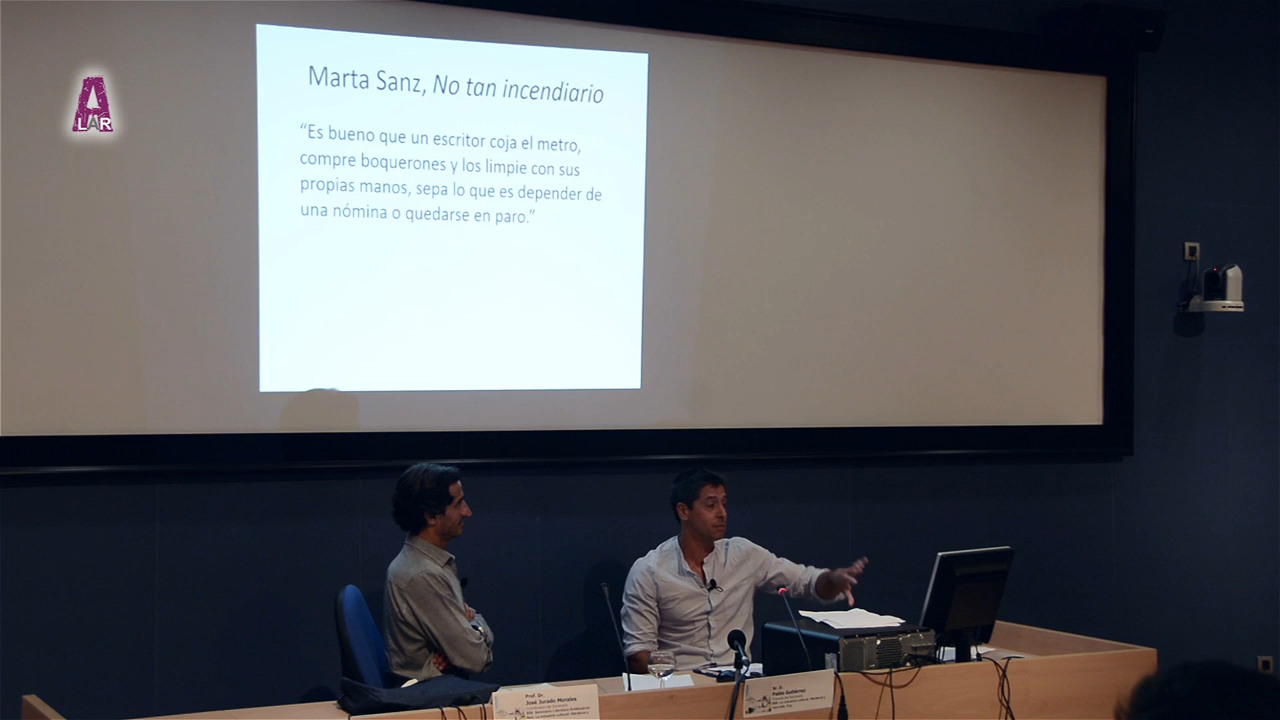 A
LAR
Marta Sanz, No tan incendiario
“Es bueno que un escritor coja el metro,
compre boquerones y los limpie con sus
propias manos, sepa lo que es depender de
una nómina o quedarse en paro.”
Prof. Dr.
José Jurado Morales
Pablo Gutiérrez